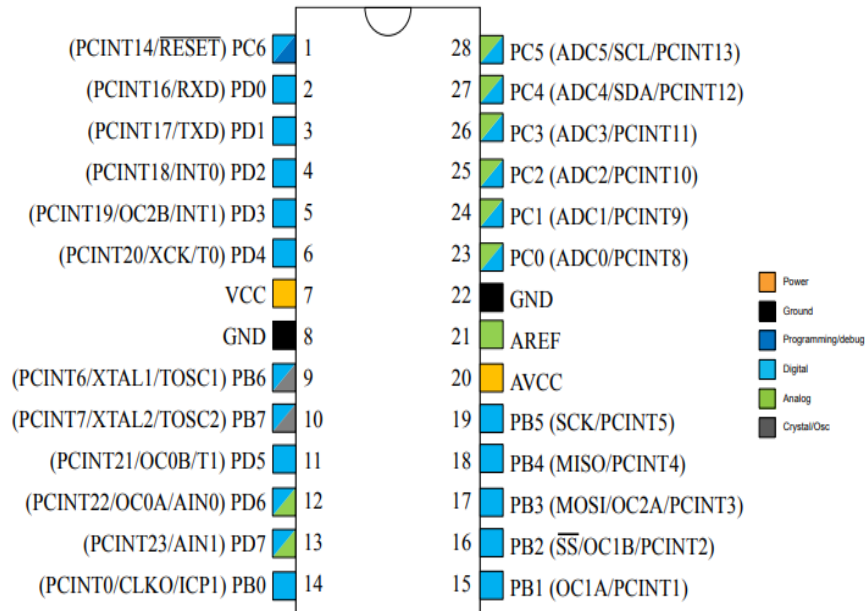 (PCINT14/RESET) PC6 1
(PCINT16/RXD) PD0 2
(PCINT17/TXD) PD1 3
(PCINT18/INT0) PD2 4
(PCINT19/OC2B/INT1) PD3 5
(PCINT20/XCK/T0) PD4 6
VCC 7
GND 8
(PCINT6/XTAL1/TOSC1) PB6 9
(PCINT7/XTAL2/TOSC2) PB7 10
(PCINT21/OC0B/T1) PD5 11
(PCINT22/OC0A/AIN0) PD6 12
(PCINT23/AIN1) PD7 13
(PCINT0/CLKO/ICP1) PB0 14
28 PC5 (ADC5/SCL/PCINT13)
27 PC4 (ADC4/SDA/PCINT12)
26 PC3 (ADC3/PCINT11)
25 PC2 (ADC2/PCINT10)
24 PC1 (ADC1/PCINT9)
23 PC0 (ADC0/PCINT8)
22 GND
21 AREF
20 AVCC
19 PB5 (SCK/PCINT5)
18 PB4 (MISO/PCINT4)
17 PB3 (MOSI/OC2A/PCINT3)
16 PB2 (SS/OC1B/PCINT2)
15 PB1 (OC1A/PCINT1)
Power
Ground
Programming/debug
Digital
Analog
Crystal/Osc